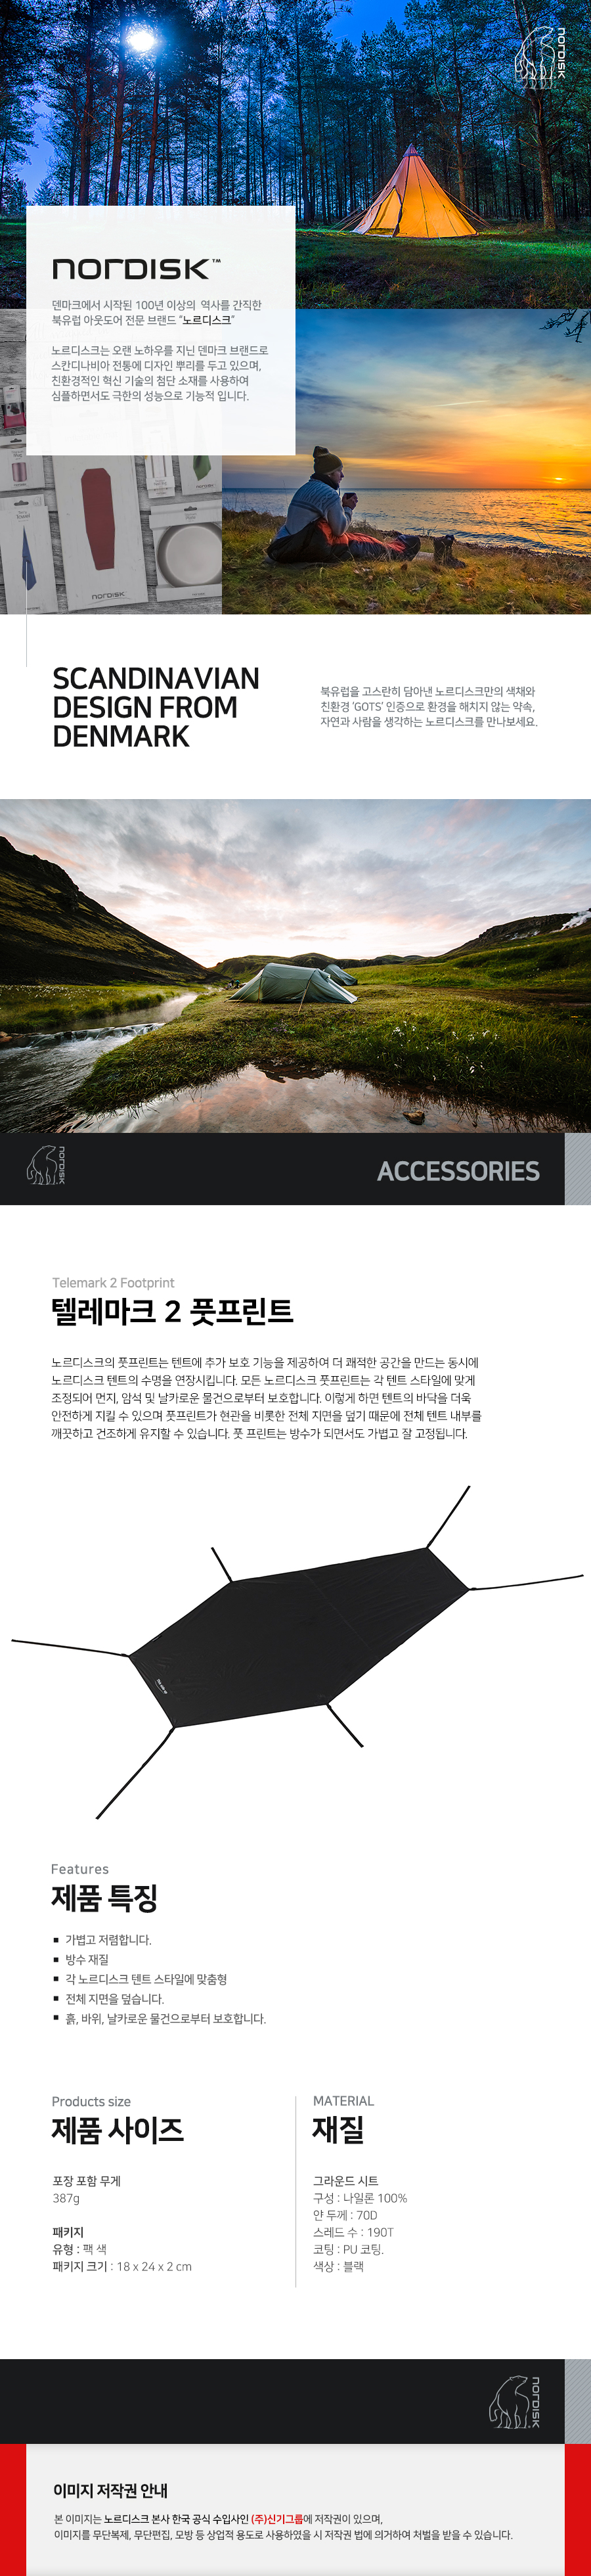 NORDISK
NORDISK™
덴마크에서 시작된 100년 이상의 역사를 간직한
북유럽 아웃도어 전문 브랜드 "노르디스크"
노르디스크는 오랜 노하우를 지닌 덴마크 브랜드로
스칸디나비아 전통에 디자인 뿌리를 두고 있으며,
친환경적인 혁신 기술의 첨단 소재를 사용하여
심플하면서도 극한의 성능으로 기능적 입니다.
NORDISK
SCANDINAVIAN
DESIGN FROM
DENMARK
북유럽을 고스란히 담아낸 노르디스크만의 색채와
친환경 'GOTS' 인증으로 환경을 해치지 않는 약속,
자연과 사람을 생각하는 노르디스크를 만나보세요.
NORDISK
ACCESSORIES
Telemark 2 Footprint
텔레마크 2 풋프린트
노르디스크의 풋프린트는 텐트에 추가 보호 기능을 제공하여 더 쾌적한 공간을 만드는 동시에
노르디스크 텐트의 수명을 연장시킵니다. 모든 노르디스크 풋프린트는 각 텐트 스타일에 맞게
조정되어 먼지, 암석 및 날카로운 물건으로부터 보호합니다. 이렇게 하면 텐트의 바닥을 더욱
안전하게 지킬 수 있으며 풋프린트가 현관을 비롯한 전체 지면을 덮기 때문에 전체 텐트 내부를
깨끗하고 건조하게 유지할 수 있습니다. 풋 프린트는 방수가 되면서도 가볍고 잘 고정됩니다.
Features
제품 특징
■ 가볍고 저렴합니다.
■ 방수 재질
■ 각 노르디스크 텐트 스타일에 맞춤형
■ 전체 지면을 덮습니다.
■ 흙, 바위, 날카로운 물건으로부터 보호합니다.
Products size
제품 사이즈
포장 포함 무게
387g
패키지
유형 : 팩 색
패키지 크기 : 18 x 24 x 2 cm
MATERIAL
재질
그라운드 시트
구성 : 나일론 100%
얀 두께 : 70D
스레드 수 : 190T
코팅 : PU 코팅.
색상 : 블랙
NORDISK
이미지 저작권 안내
본 이미지는 노르디스크 본사 한국 공식 수입사인 (주)신기그룹에 저작권이 있으며,
이미지를 무단복제, 무단편집, 모방 등 상업적 용도로 사용하였을 시 저작권 법에 의거하여 처벌을 받을 수 있습니다.